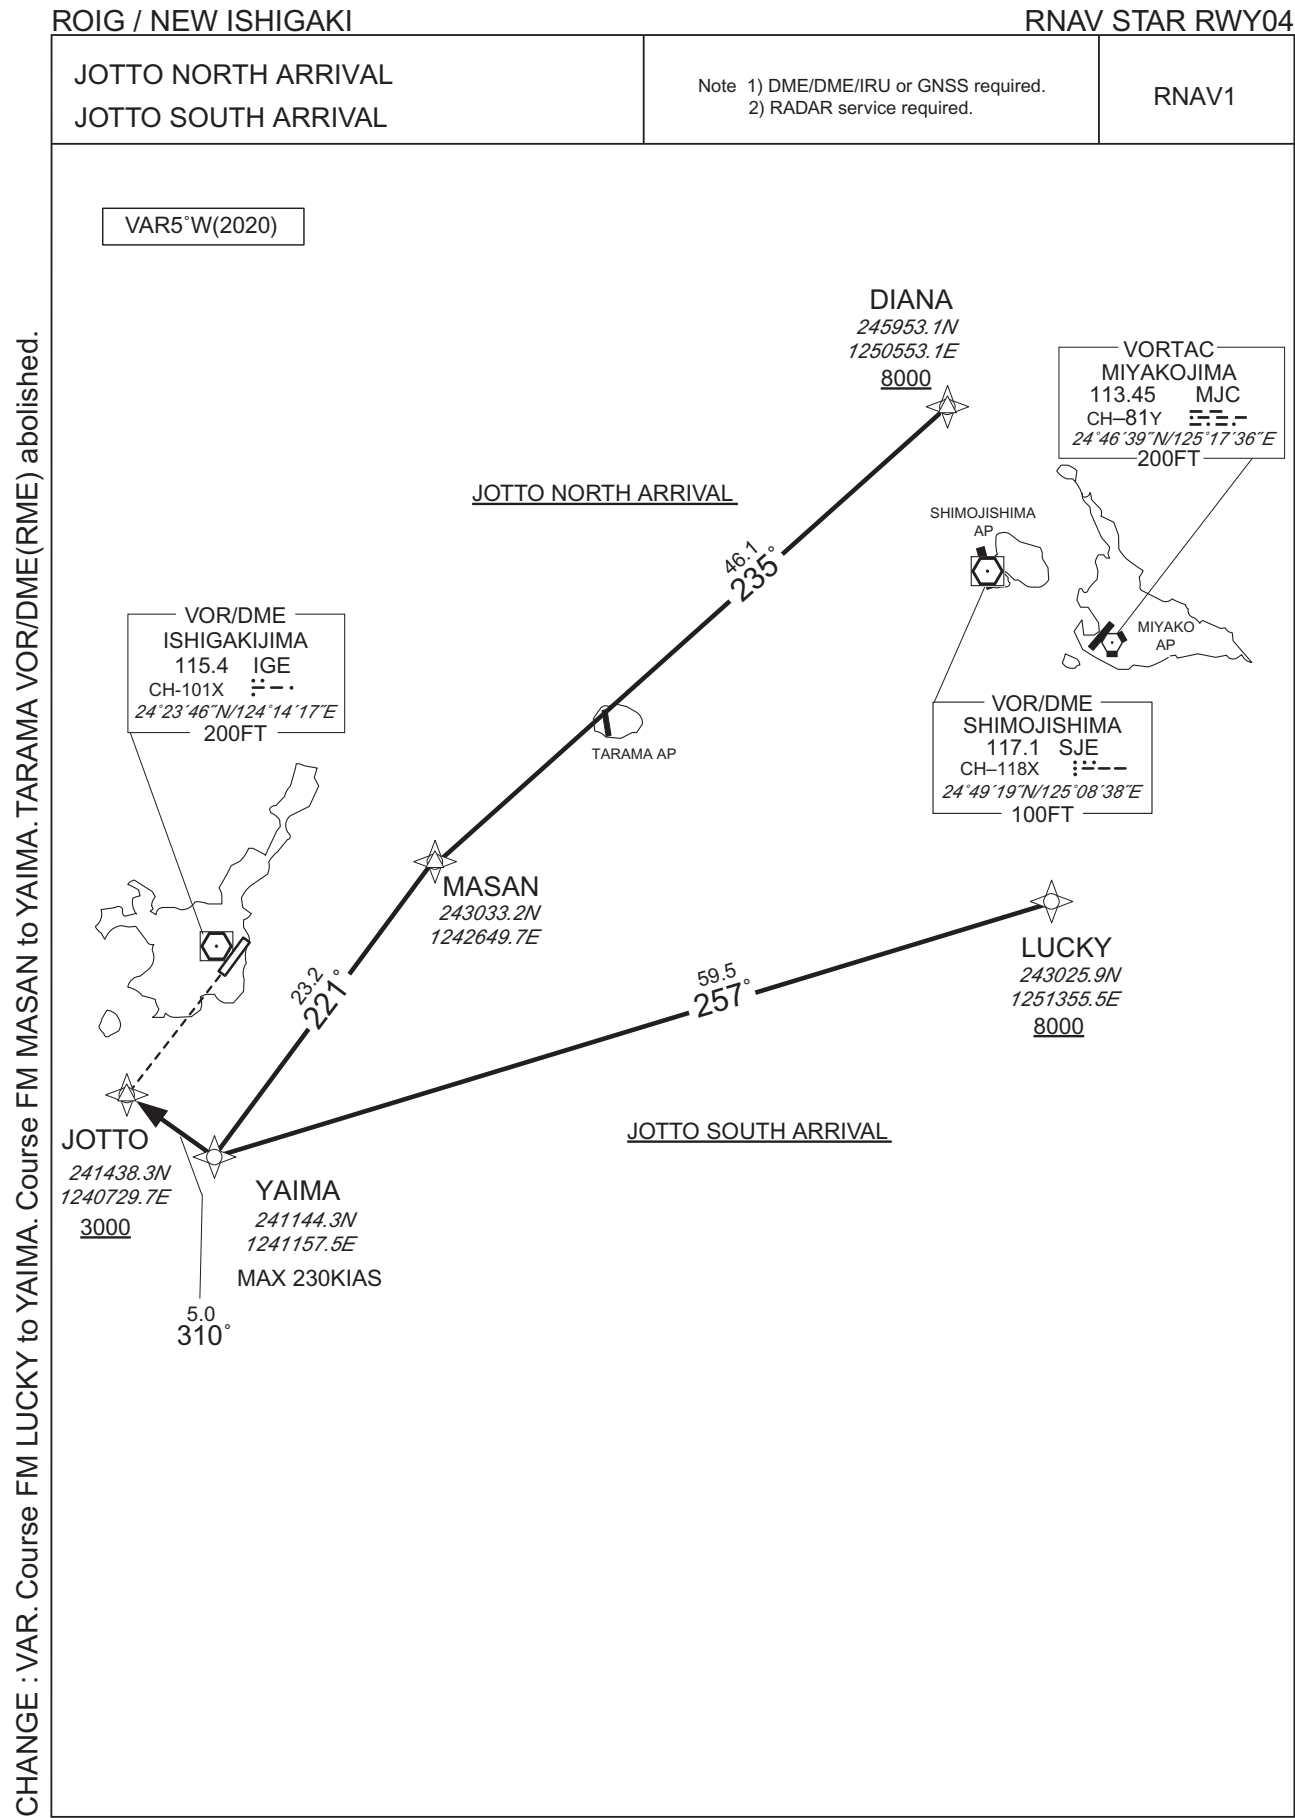 ROIG / NEW ISHIGAKI
RNAV STAR RWY04
JOTTO NORTH ARRIVAL
JOTTO SOUTH ARRIVAL
Note 1) DME/DME/IRU or GNSS required.
2) RADAR service required.
RNAV1
VAR5˚W(2020)
DIANA
245953.1N
1250553.1E
8000
VORTAC
MIYAKOJIMA
113.45 MJC
CH–81Y
24˚46´39˝N/125˚17´36˝E
200FT
JOTTO NORTH ARRIVAL
SHIMOJISHIMA
AP
46.1
235˚
MIYAKO
AP
VOR/DME
ISHIGAKIJIMA
115.4 IGE
CH-101X
24˚23´46˝N/124˚14´17˝E
200FT
TARAMA AP
VOR/DME
SHIMOJISHIMA
117.1 SJE
CH–118X
24˚49´19˝N/125˚08´38˝E
100FT
MASAN
243033.2N
1242649.7E
LUCKY
243025.9N
1251355.5E
8000
23.2
221˚
59.5
257˚
JOTTO SOUTH ARRIVAL
JOTTO
241438.3N
1240729.7E
3000
YAIMA
241144.3N
1241157.5E
MAX 230KIAS
5.0
310˚
CHANGE : VAR. Course FM LUCKY to YAIMA. Course FM MASAN to YAIMA. TARAMA VOR/DME(RME) abolished.